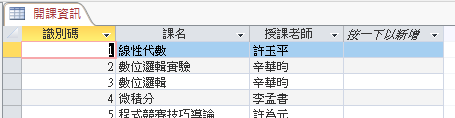 開課資訊
識別碼 課名 授課老師 按一下以新增
1 線性代數 許玉平
2 數位邏輯實驗 辛華昀
3 數位邏輯 辛華昀
4 微積分 李孟書
5 程式競賽技巧導論 許為元